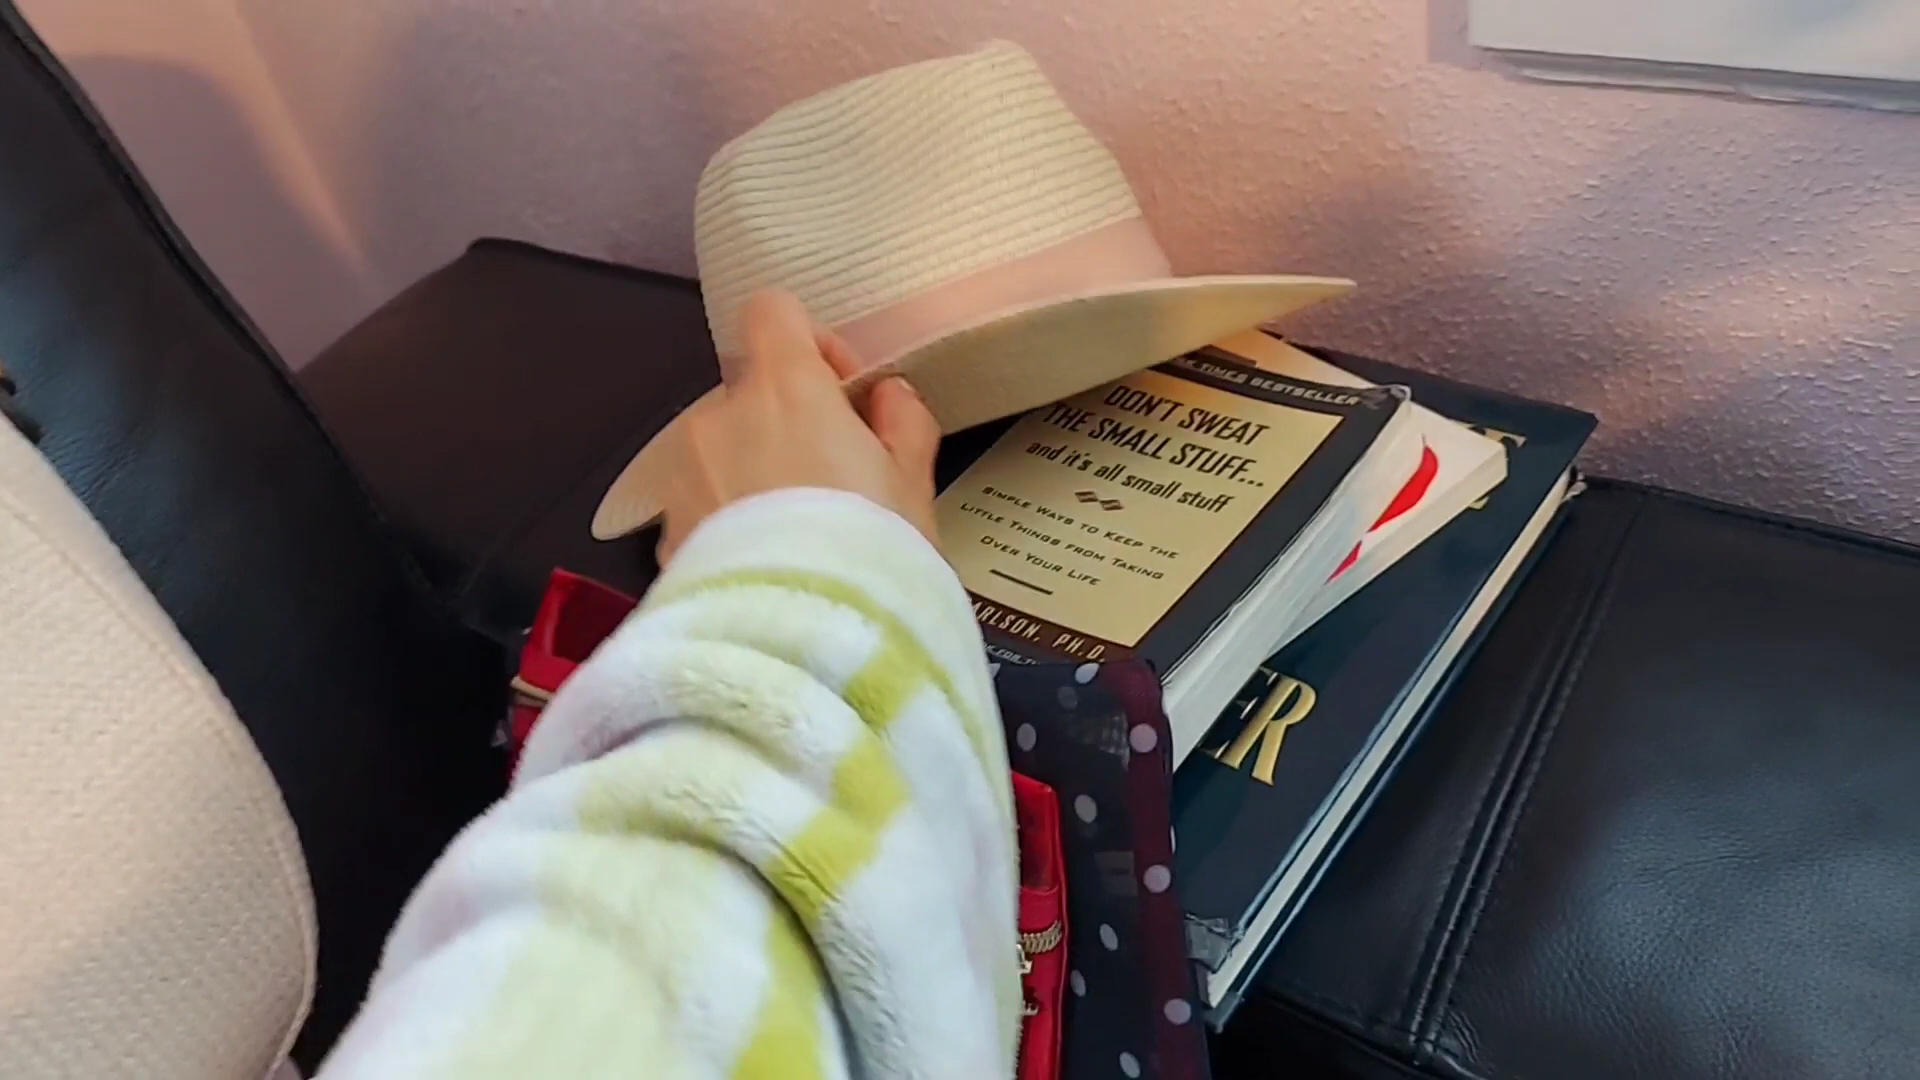 TIMES BESTSELLER
DON'T SWEAT
THE SMALL STUFF...
and it's all small stuff
SIMPLE WAYS TO KEEP THE
LITTLE THINGS FROM TAKING
OVER YOUR LIFE
ARLSON, PH.D.
T
ER